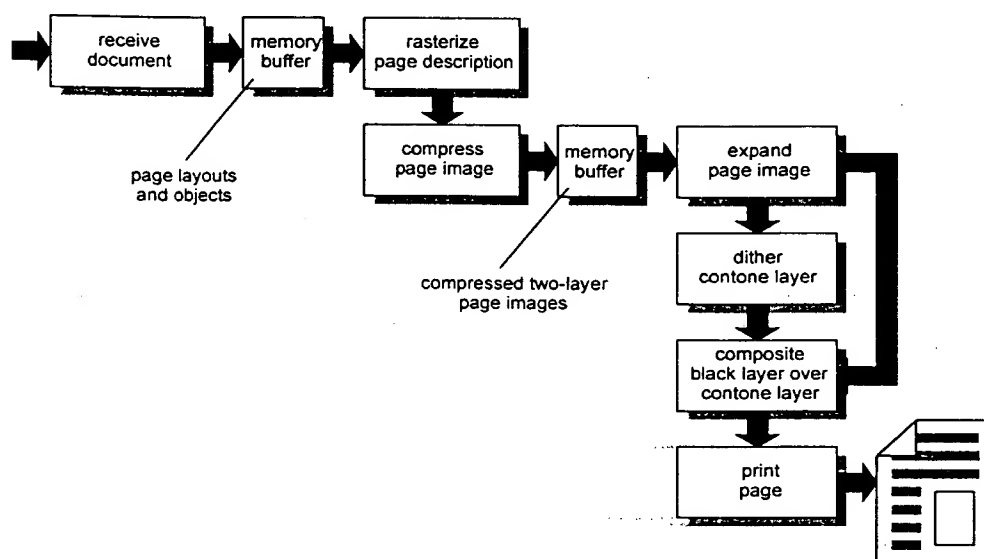 receive
document
memory
buffer
rasterize
page description
compress
page image
memory
buffer
expand
page image
page layouts
and objects
dither
contone layer
compressed two-layer
page images
composite
black layer over
contone layer
print
page